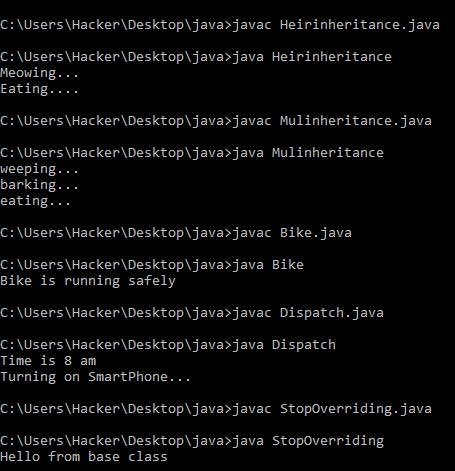 C:\Users\Hacker\Desktop\java>javac Heirinheritance.java
C:\Users\Hacker\Desktop\java>java Heirinheritance
Meowing...
Eating....
C:\Users\Hacker\Desktop\java>javac Mulinheritance.java
C:\Users\Hacker\Desktop\java>java Mulinheritance
weeping...
barking...
eating...
C:\Users\Hacker\Desktop\java>javac Bike.java
C:\Users\Hacker\Desktop\java>java Bike
Bike is running safely
C:\Users\Hacker\Desktop\java>javac Dispatch.java
C:\Users\Hacker\Desktop\java>java Dispatch
Time is 8 am
Turning on SmartPhone...
C:\Users\Hacker\Desktop\java>javac StopOverriding.java
C:\Users\Hacker\Desktop\java>java StopOverriding
Hello from base class